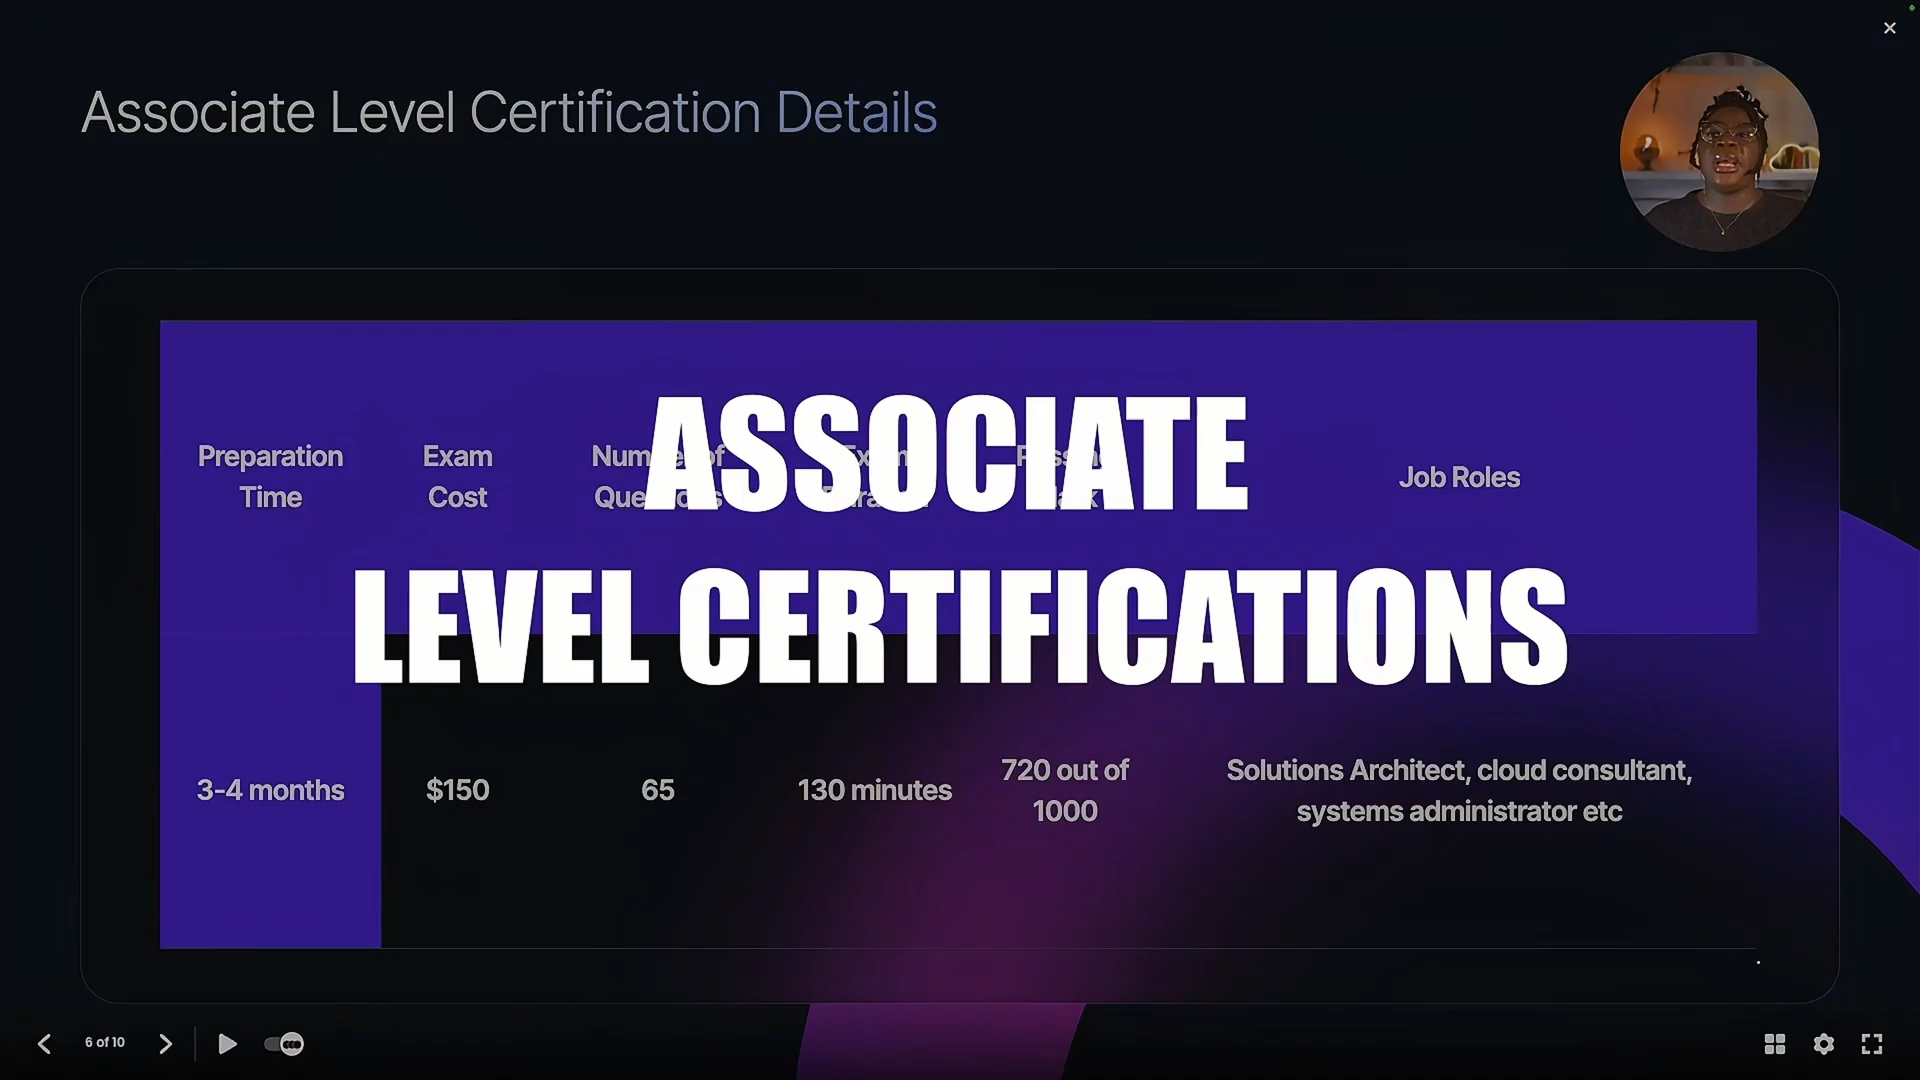 Associate Level Certification Details
ASSOCIATE
LEVEL CERTIFICATIONS
Preparation
Time
Exam
Cost
Job Roles
3-4 months
$150
65
130 minutes
720 out of
1000
Solutions Architect, cloud consultant,
systems administrator etc
6 of 10